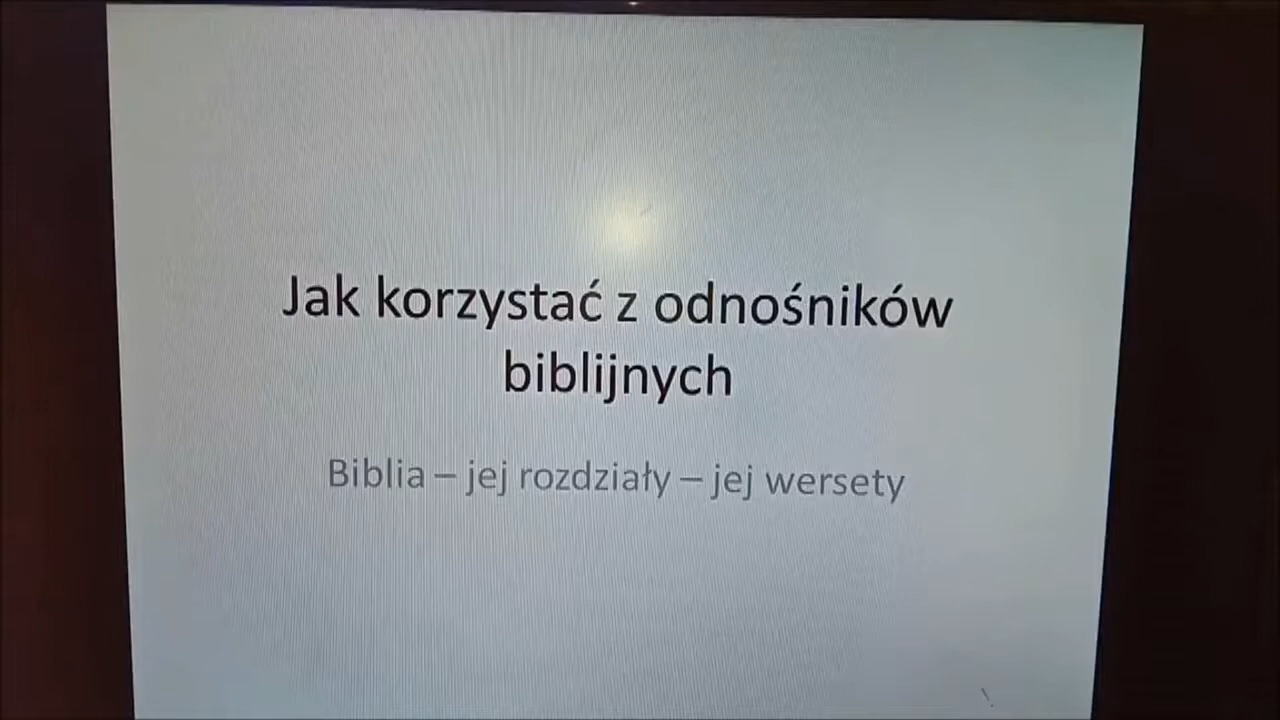 Jak korzystać z odnośników
biblijnych
Biblia – jej rozdziały – jej wersety